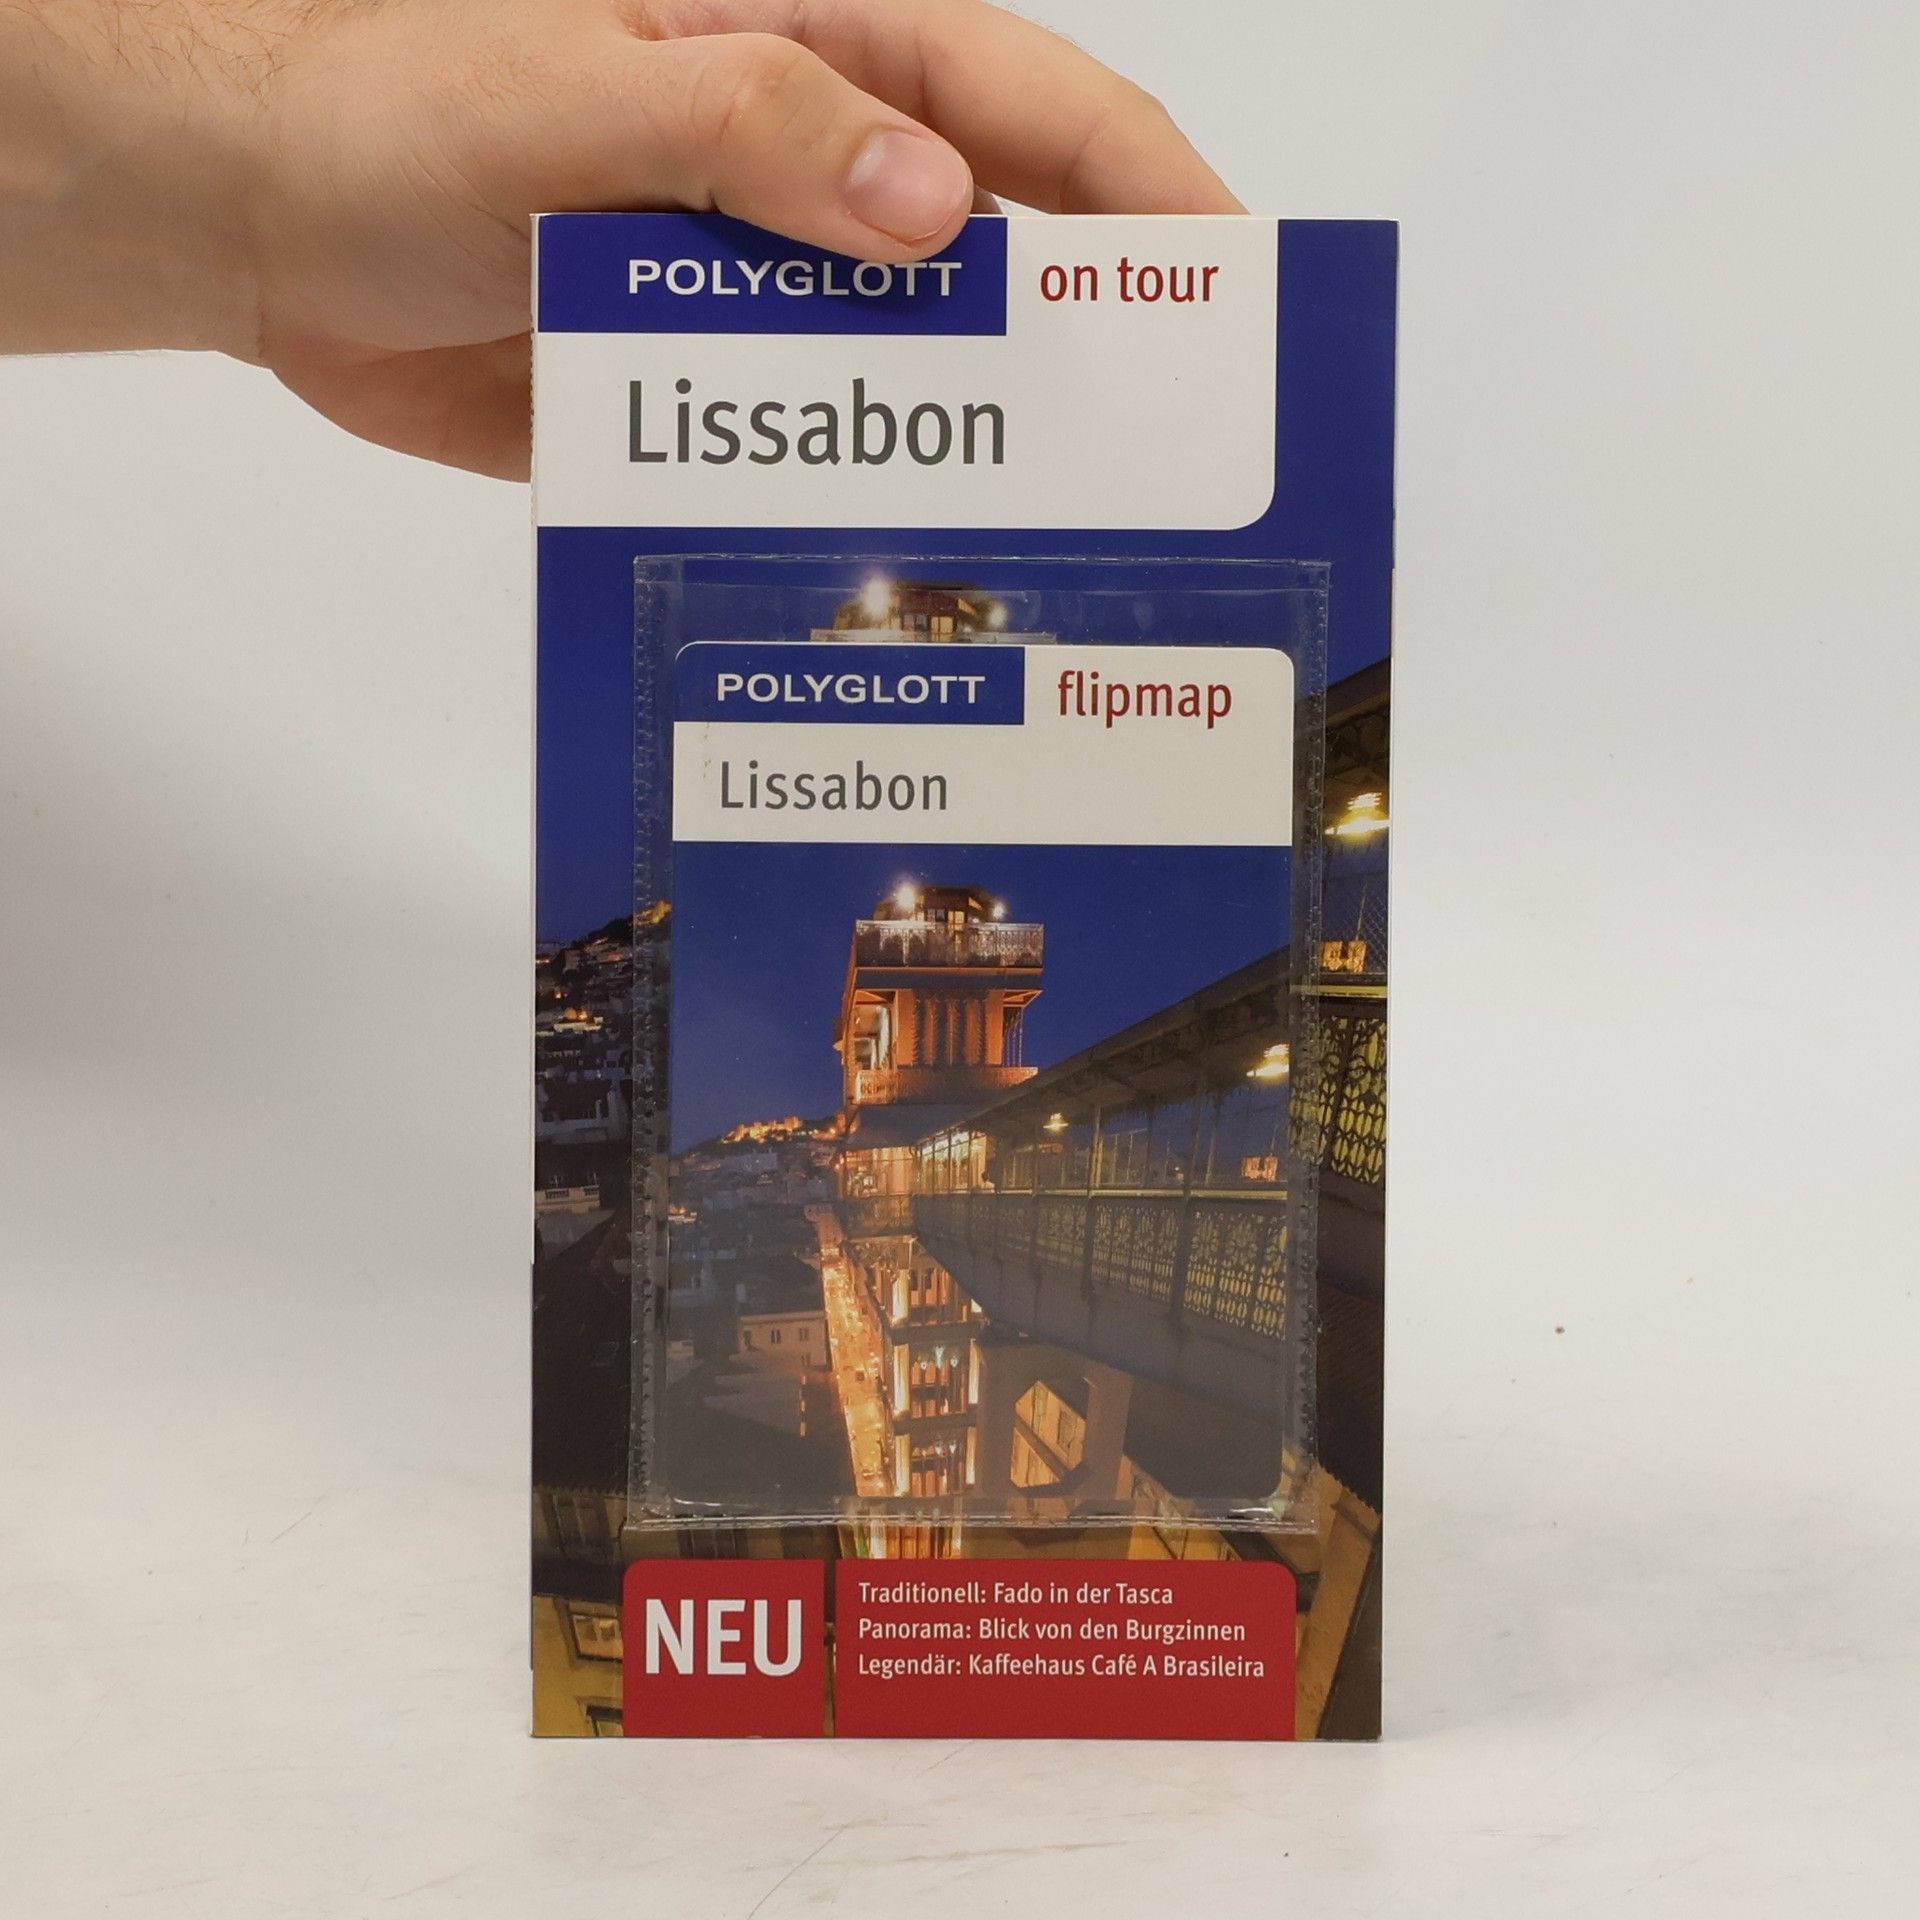 POLYGLOTT on tour
Lissabon
POLYGLOTT flipmap
Lissabon
NEU
Traditionell: Fado in der Tasca
Panorama: Blick von den Burgzinnen
Legendär: Kaffeehaus Café A Brasileira